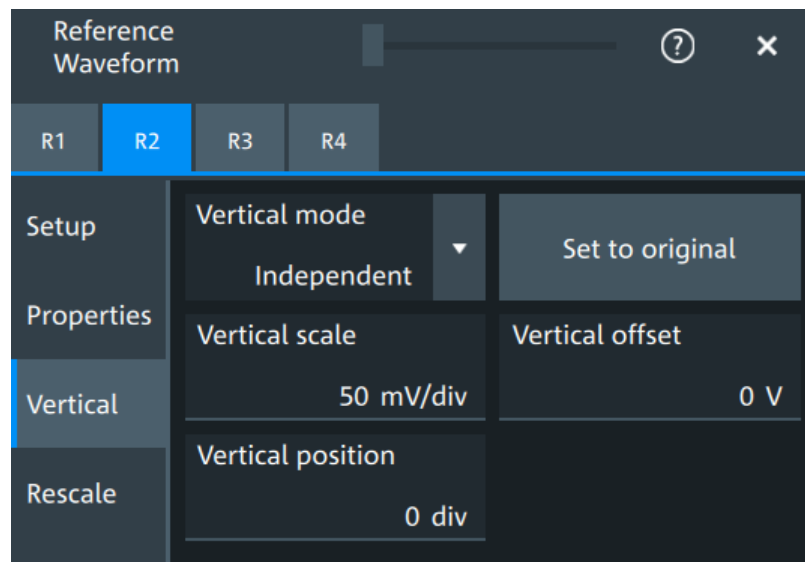 Reference
Waveform
?
×
R1 R2 R3 R4
Setup
Properties
Vertical
Rescale
Vertical mode
Independent
Set to original
Vertical scale
50 mV/div
Vertical offset
0 V
Vertical position
0 div